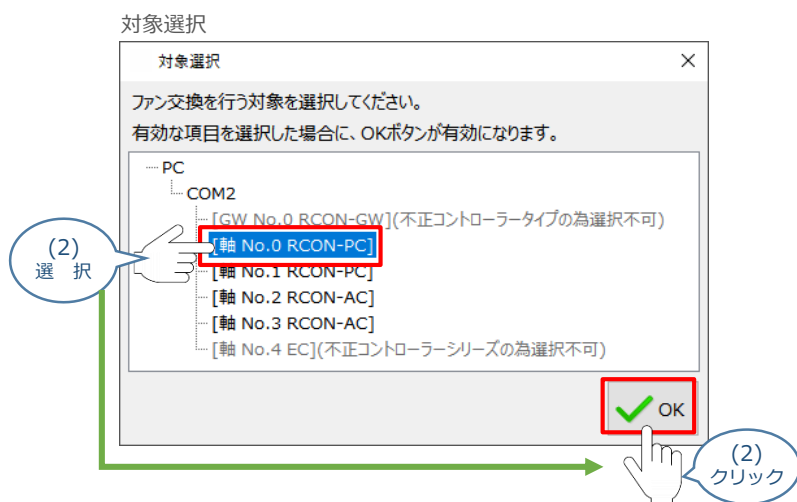 対象選択
対象選択
ファン交換を行う対象を選択してください。
有効な項目を選択した場合に、OKボタンが有効になります。
PC
COM2
[GW No.0 RCON-GW](不正コントローラータイプの為選択不可)
[軸 No.0 RCON-PC]
[軸 No.1 RCON-PC]
[軸 No.2 RCON-AC]
[軸 No.3 RCON-AC]
[軸 No.4 EC](不正コントローラーシリーズの為選択不可)
(2)
選 択
OK
(2)
クリック